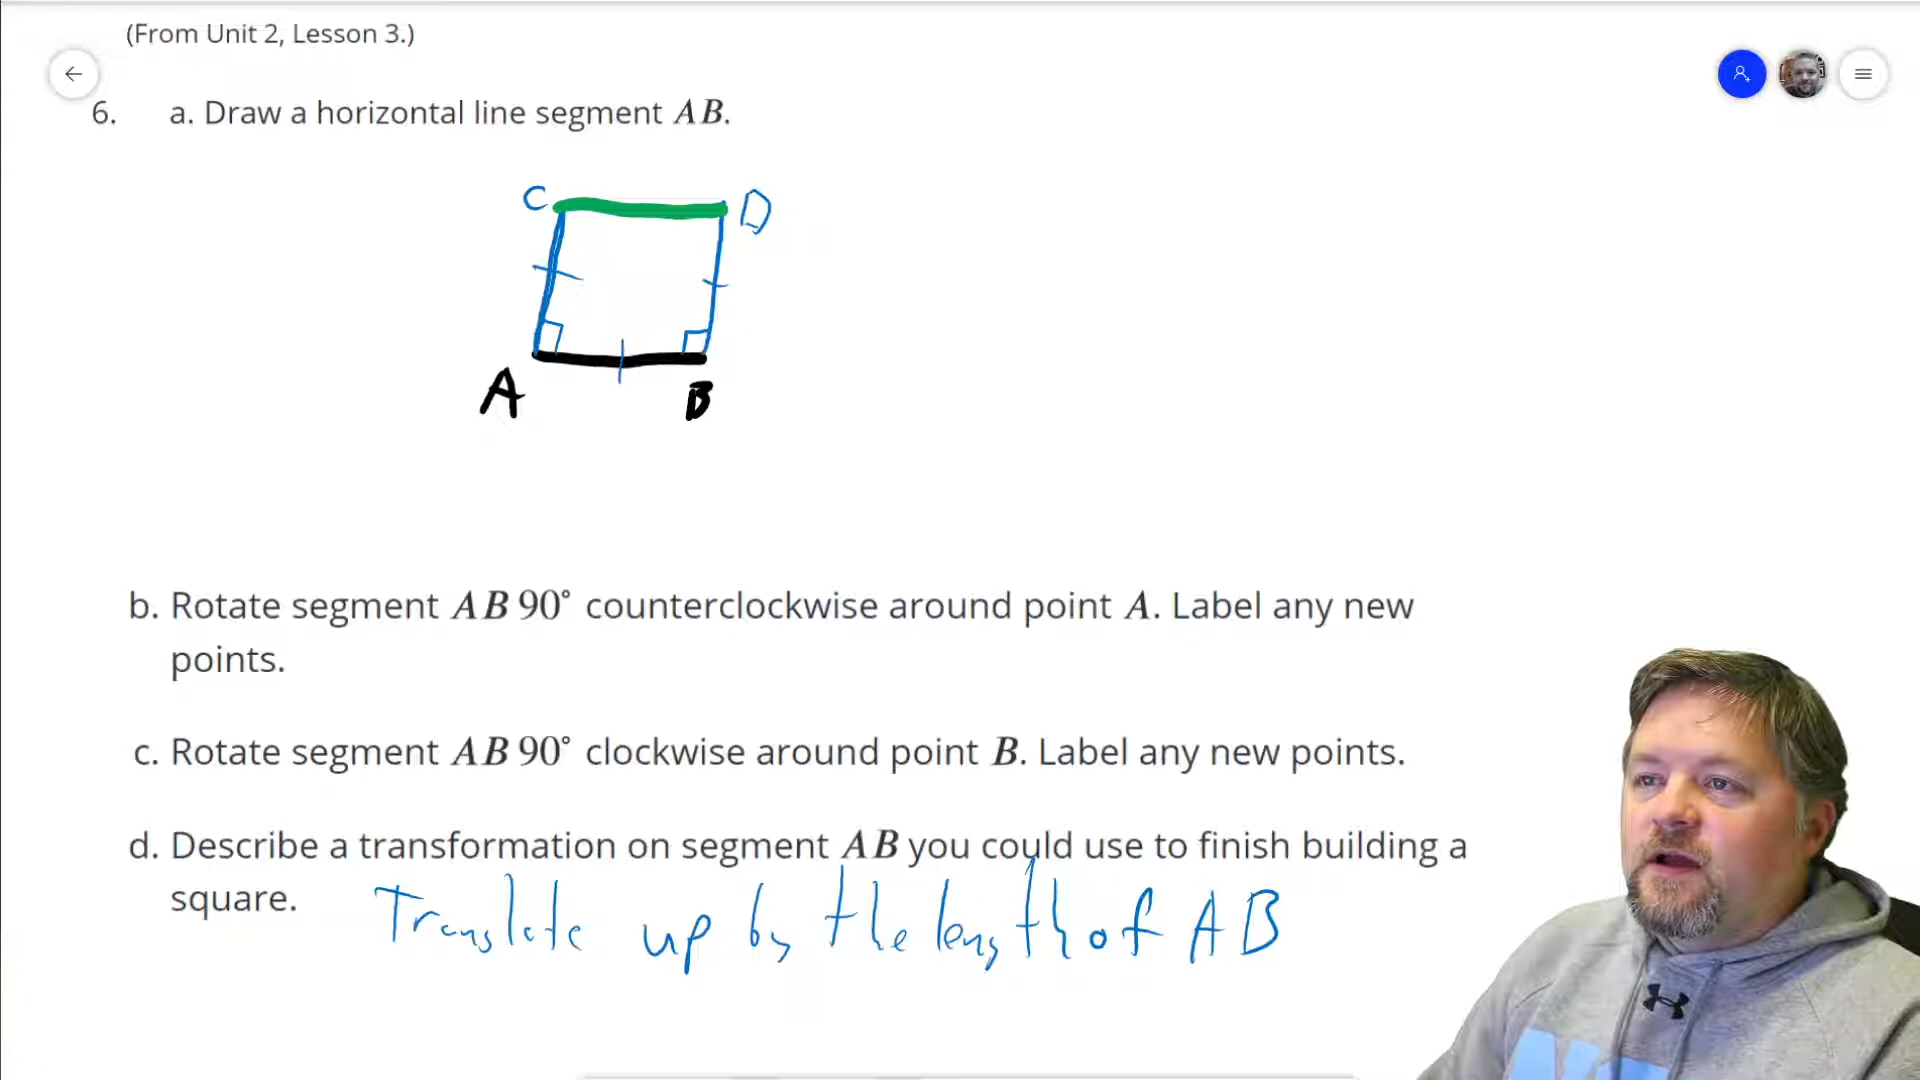 (From Unit 2, Lesson 3.)
6. a. Draw a horizontal line segment AB.
C D
A B
b. Rotate segment AB 90° counterclockwise around point A. Label any new
points.
c. Rotate segment AB 90° clockwise around point B. Label any new points.
d. Describe a transformation on segment AB you could use to finish building a
square. Translate up by the length of AB